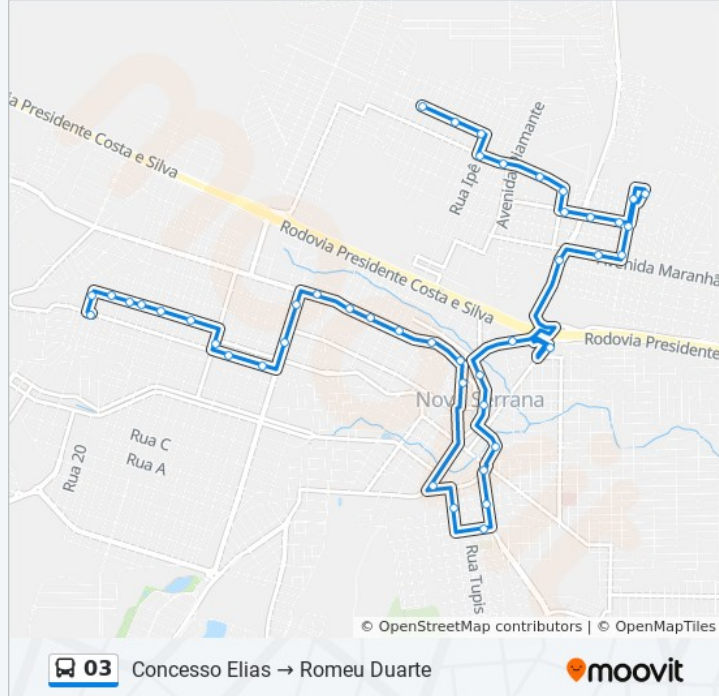 ia Presidente Costa e Silva
Rua Ipê
Avenida Diamante
Rodovia Presidente Costa e Silva
Avenida Maranhã
Rodovia Presidente
Nova Serrana
Rua C
Rua A
Rua 20
Rua Tupis
© OpenStreetMap contributors | © OpenMapTiles
03 Concesso Elias → Romeu Duarte
moovit